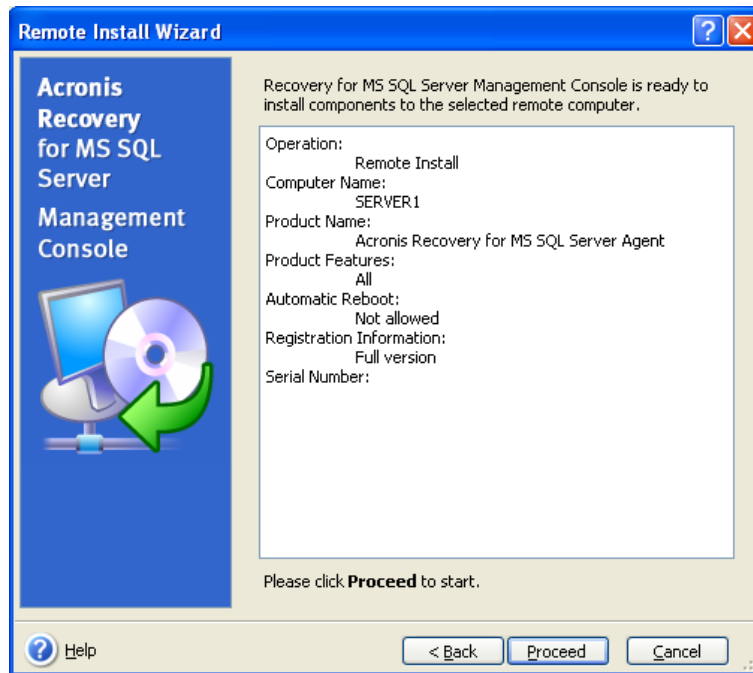 Remote Install Wizard
Acronis
Recovery
for MS SQL
Server
Management
Console
Recovery for MS SQL Server Management Console is ready to
install components to the selected remote computer.
Operation:
Remote Install
Computer Name:
SERVER1
Product Name:
Acronis Recovery for MS SQL Server Agent
Product Features:
All
Automatic Reboot:
Not allowed
Registration Information:
Full version
Serial Number:
Please click Proceed to start.
Help
< Back
Proceed
Cancel